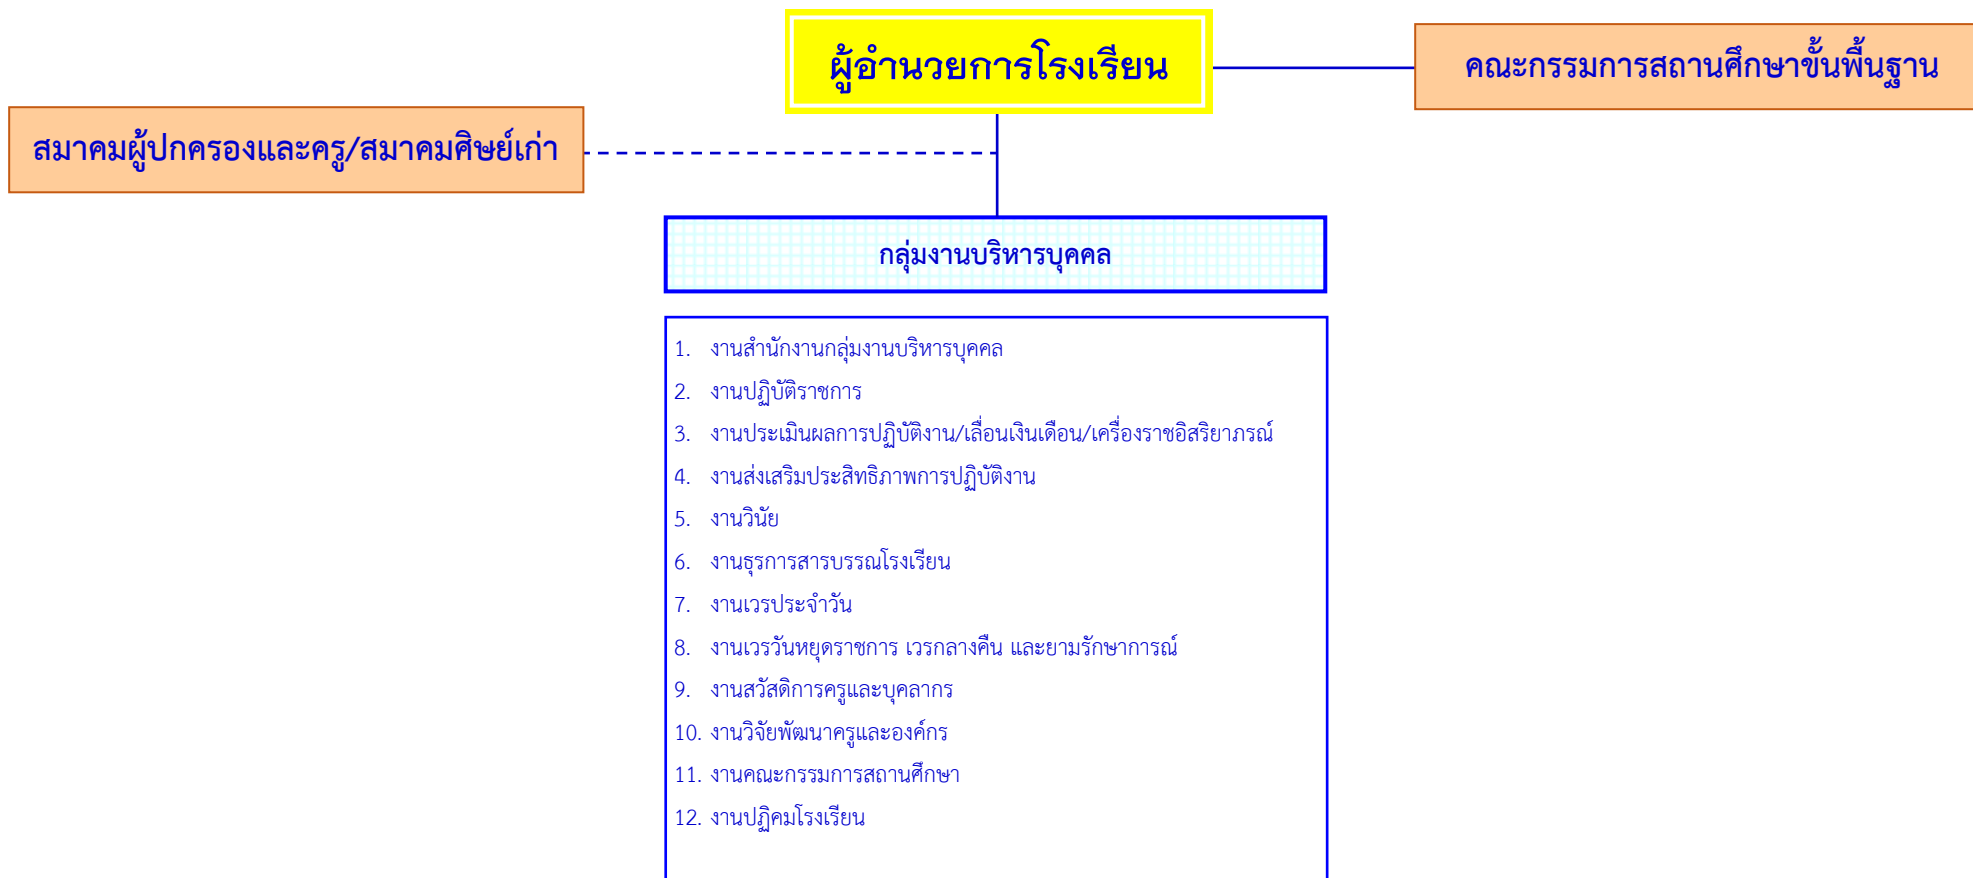 ผู้อำนวยการโรงเรียน
คณะกรรมการสถานศึกษาขั้นพื้นฐาน
สมาคมผู้ปกครองและครู/สมาคมศิษย์เก่า
กลุ่มงานบริหารบุคคล
1. งานสำนักงานกลุ่มงานบริหารบุคคล
2. งานปฏิบัติราชการ
3. งานประเมินผลการปฏิบัติงาน/เลื่อนเงินเดือน/เครื่องราชอิสริยาภรณ์
4. งานส่งเสริมประสิทธิภาพการปฏิบัติงาน
5. งานวินัย
6. งานธุรการสารบรรณโรงเรียน
7. งานเวรประจำวัน
8. งานเวรวันหยุดราชการ เวรกลางคืน และยามรักษาการณ์
9. งานสวัสดิการครูและบุคลากร
10. งานวิจัยพัฒนาครูและองค์กร
11. งานคณะกรรมการสถานศึกษา
12. งานปฏิคมโรงเรียน